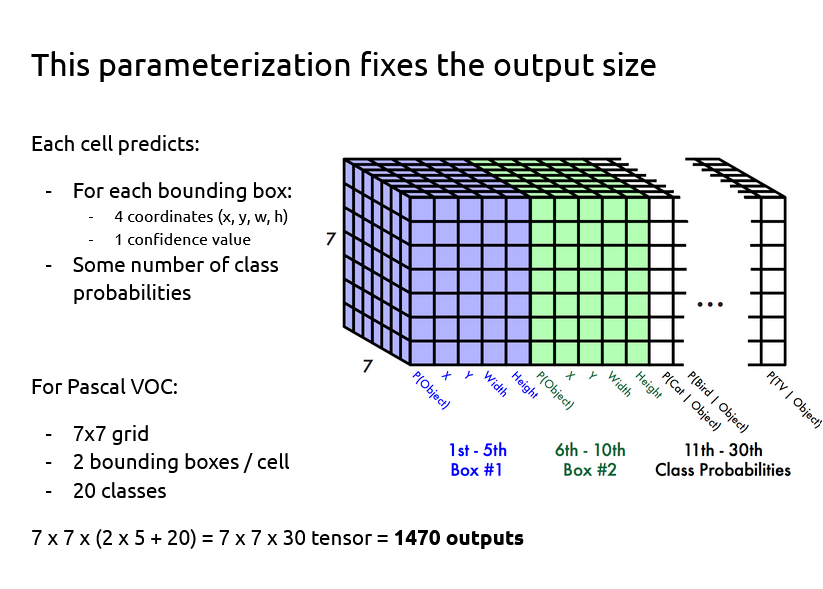 This parameterization fixes the output size
Each cell predicts:
- For each bounding box:
- 4 coordinates (x, y, w, h)
- 1 confidence value
- Some number of class
probabilities
For Pascal VOC:
- 7x7 grid
- 2 bounding boxes / cell
- 20 classes
7 x 7 x (2 x 5 + 20) = 7 x 7 x 30 tensor = 1470 outputs
7
7
...
P(Object)
X
Y
Width
Height
P(Object)
X
Y
Width
Height
P(Cat | Object)
P(Bird | Object)
P(TV | Object)
1st - 5th
Box #1
6th - 10th
Box #2
11th - 30th
Class Probabilities